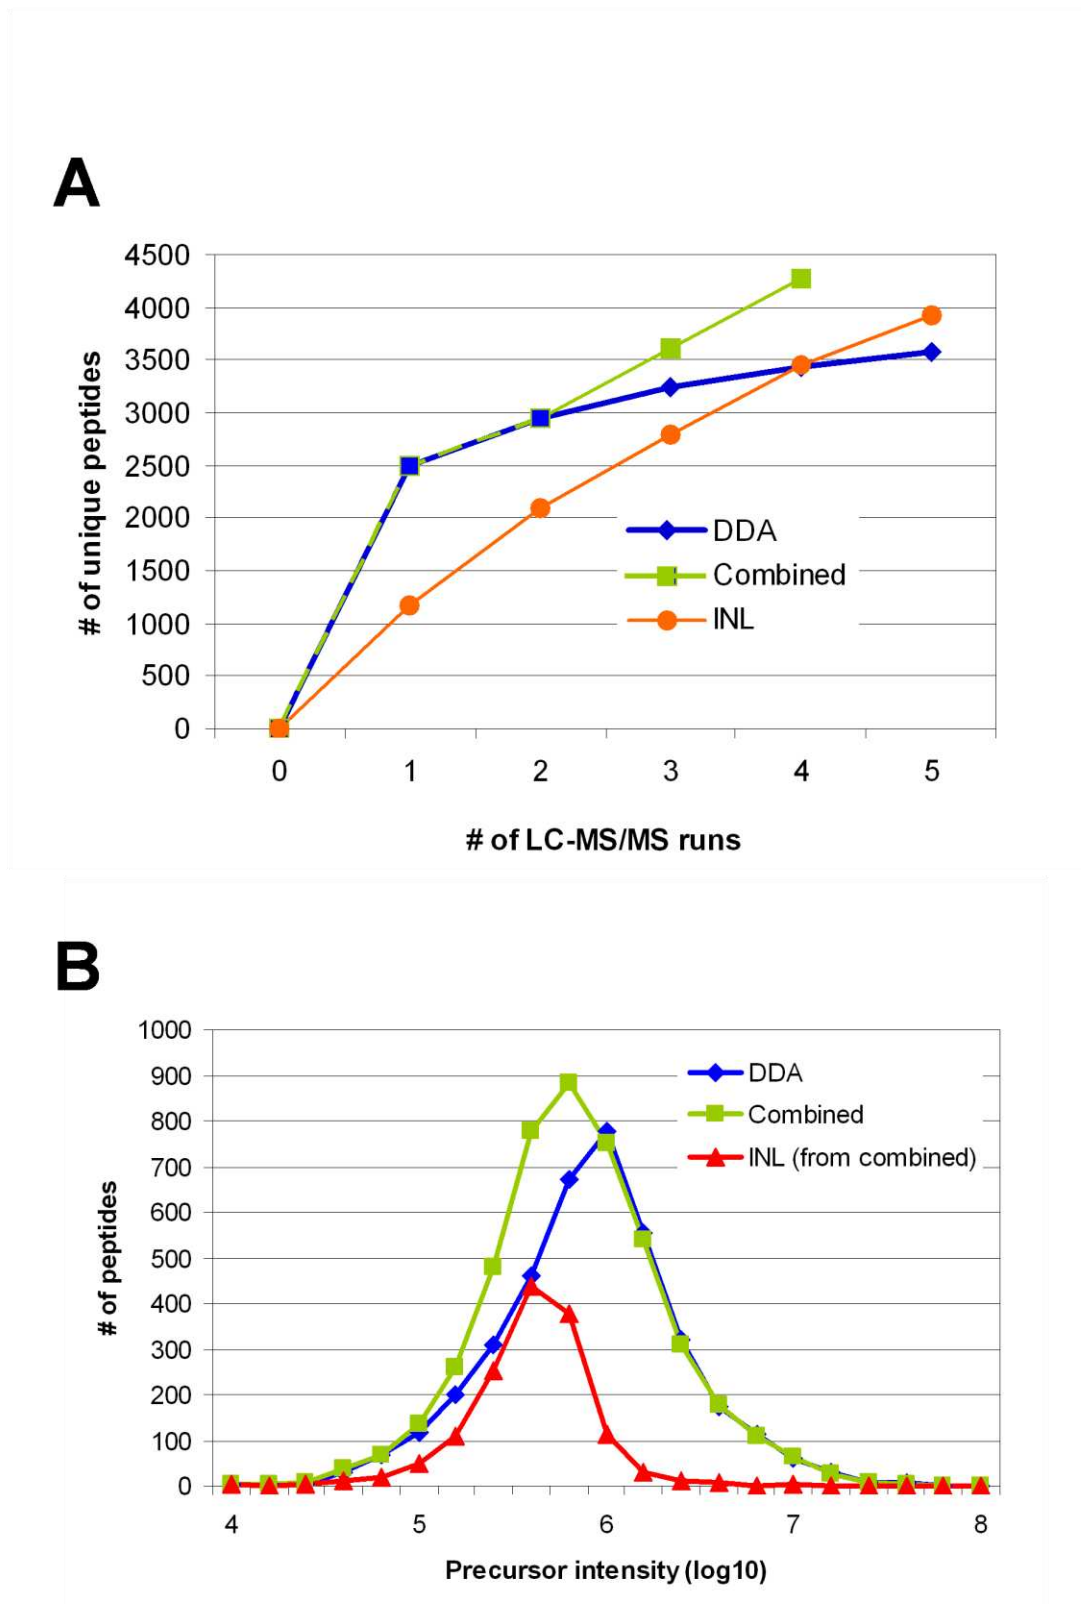 A
4500
4000
3500
3000
2500
2000
1500
1000
500
0
# of unique peptides
DDA
Combined
INL
0 1 2 3 4 5
# of LC-MS/MS runs
B
1000
900
800
700
600
500
400
300
200
100
0
# of peptides
DDA
Combined
INL (from combined)
4 5 6 7 8
Precursor intensity (log10)